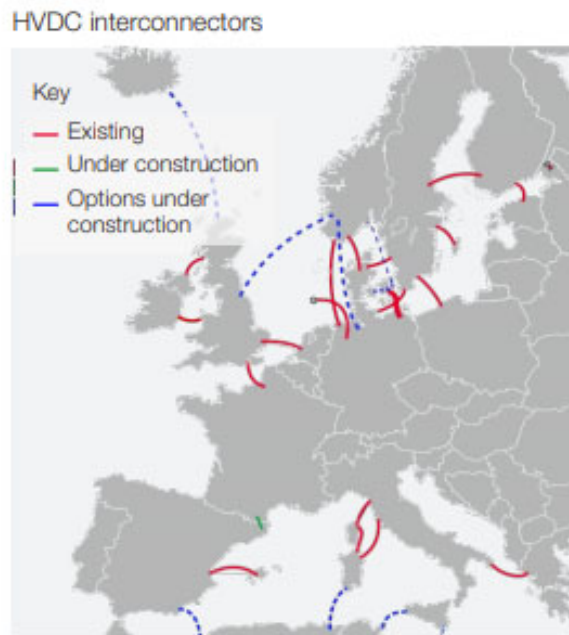 HVDC interconnectors
Key
Existing
Under construction
Options under
construction